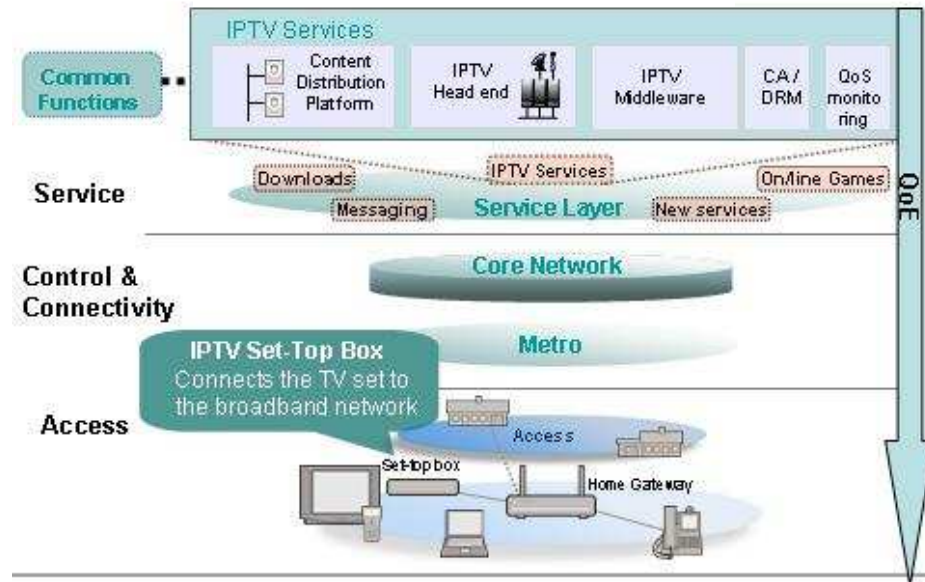 IPTV Services
Common
Functions
Content
Distribution
Platform
IPTV
Head end
IPTV
Middleware
CA /
DRM
QoS
monito
ring
QoE
Service
Downloads
IPTV Services
On/line Games
Messaging
Service Layer
New services
Control &
Connectivity
Core Network
Metro
IPTV Set-Top Box
Connects the TV set to
the broadband network
Access
Access
Set-top box
Home Gateway